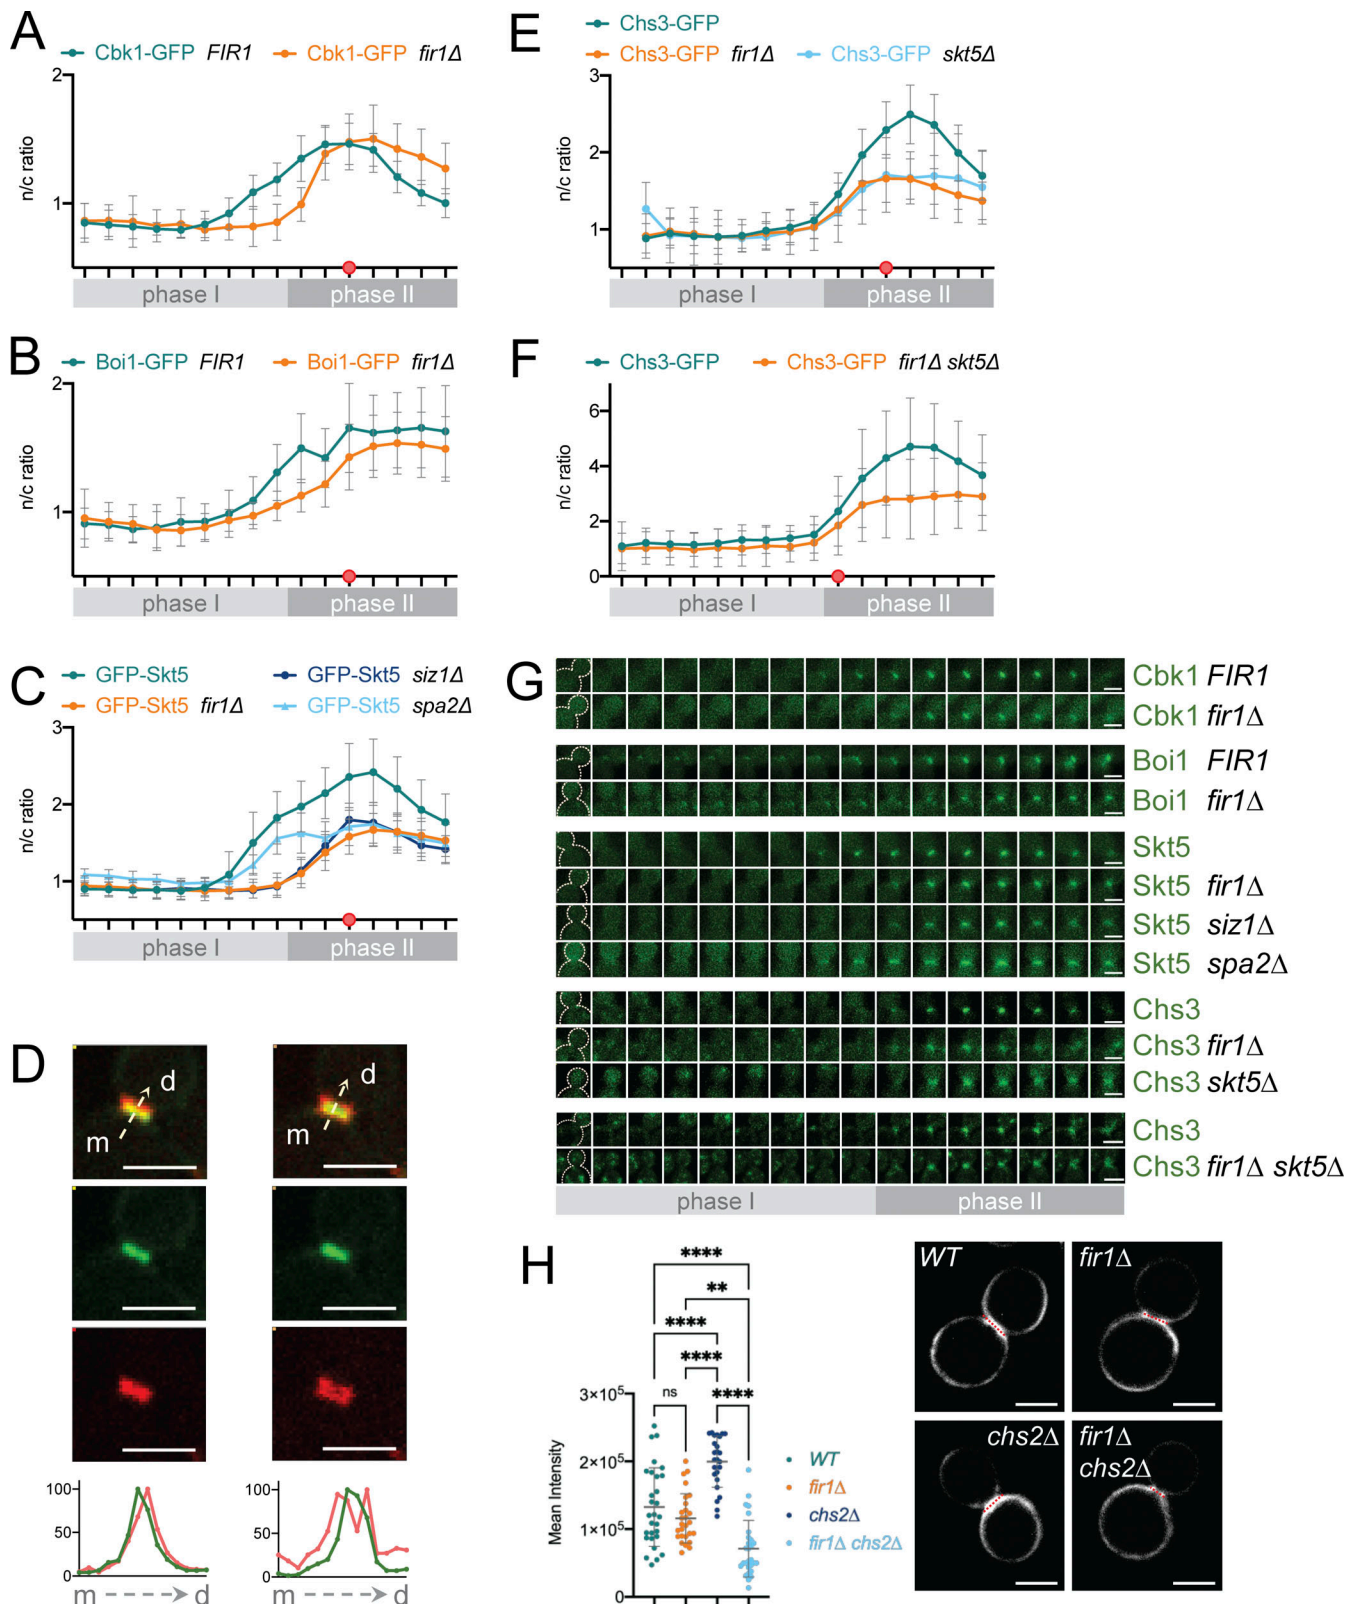 A
Cbk1-GFP FIR1 Cbk1-GFP fir1Δ
2
1
n/c ratio
phase I phase II
B
Boi1-GFP FIR1 Boi1-GFP fir1Δ
2
1
n/c ratio
phase I phase II
C
GFP-Skt5 GFP-Skt5 siz1Δ
GFP-Skt5 fir1Δ GFP-Skt5 spa2Δ
3
2
1
n/c ratio
phase I phase II
D
d
m
d
m
100
50
0
m d
100
50
0
m d
E
Chs3-GFP
Chs3-GFP fir1Δ Chs3-GFP skt5Δ
3
2
1
n/c ratio
phase I phase II
F
Chs3-GFP Chs3-GFP fir1Δ skt5Δ
6
4
2
0
n/c ratio
phase I phase II
G
Cbk1 FIR1
Cbk1 fir1Δ
Boi1 FIR1
Boi1 fir1Δ
Skt5
Skt5 fir1Δ
Skt5 siz1Δ
Skt5 spa2Δ
Chs3
Chs3 fir1Δ
Chs3 skt5Δ
Chs3
Chs3 fir1Δ skt5Δ
phase I phase II
H
****
**
****
****
ns ****
3×10⁵
2×10⁵
1×10⁵
0
Mean Intensity
WT
fir1Δ
chs2Δ
fir1Δ chs2Δ
WT
fir1Δ
chs2Δ
fir1Δ
chs2Δ